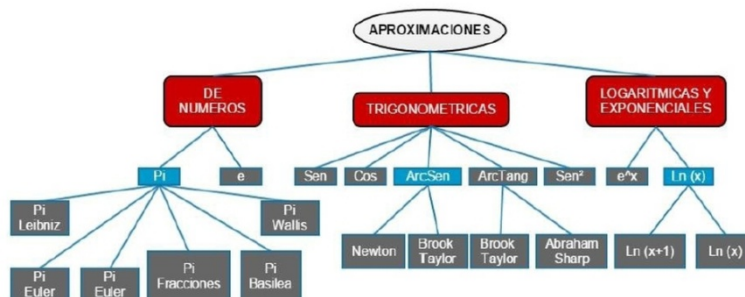 APROXIMACIONES
DE
NUMEROS
TRIGONOMETRICAS
LOGARITMICAS Y
EXPONENCIALES
Pi
e
Sen
Cos
ArcSen
ArcTang
Sen²
e^x
Ln (x)
Pi
Leibniz
Pi
Wallis
Pi
Euler
Pi
Euler
Pi
Fracciones
Pi
Basilea
Newton
Brook
Taylor
Brook
Taylor
Abraham
Sharp
Ln (x+1)
Ln (x)